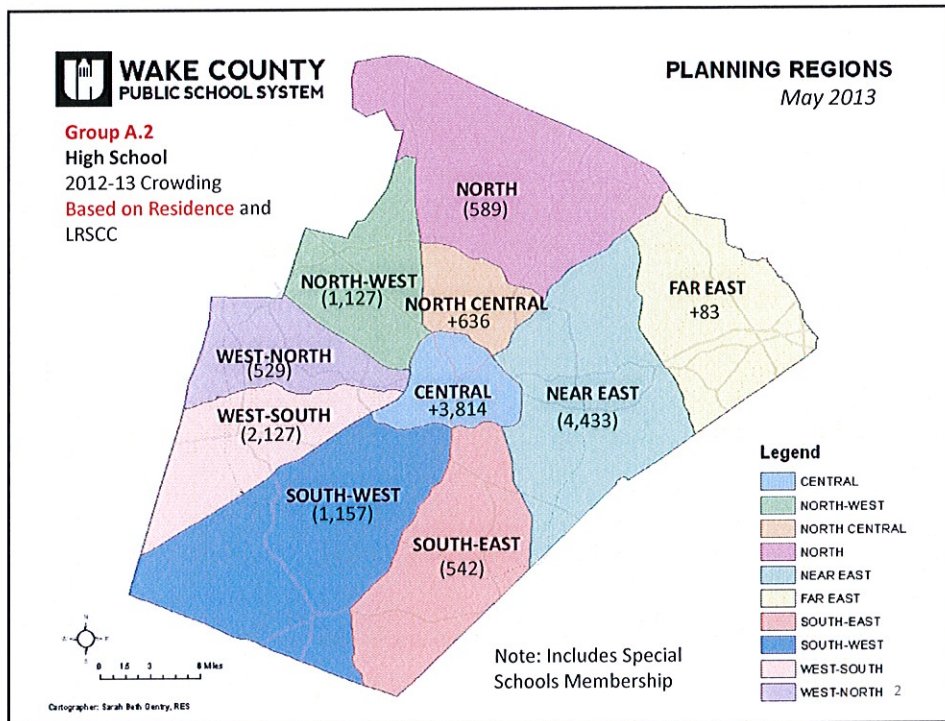 WAKE COUNTY
PUBLIC SCHOOL SYSTEM
PLANNING REGIONS
May 2013
Group A.2
High School
2012-13 Crowding
Based on Residence and
LRSCC
NORTH
(589)
NORTH-WEST
(1,127)
NORTH CENTRAL
+636
FAR EAST
+83
WEST-NORTH
(529)
CENTRAL
+3,814
NEAR EAST
(4,433)
WEST-SOUTH
(2,127)
SOUTH-WEST
(1,157)
SOUTH-EAST
(542)
Legend
CENTRAL
NORTH-WEST
NORTH CENTRAL
NORTH
NEAR EAST
FAR EAST
SOUTH-EAST
SOUTH-WEST
WEST-SOUTH
WEST-NORTH 2
Note: Includes Special
Schools Membership
N
S
0 1.5 3 6 Miles
Cartographer: Sarah Beth Gentry, RES